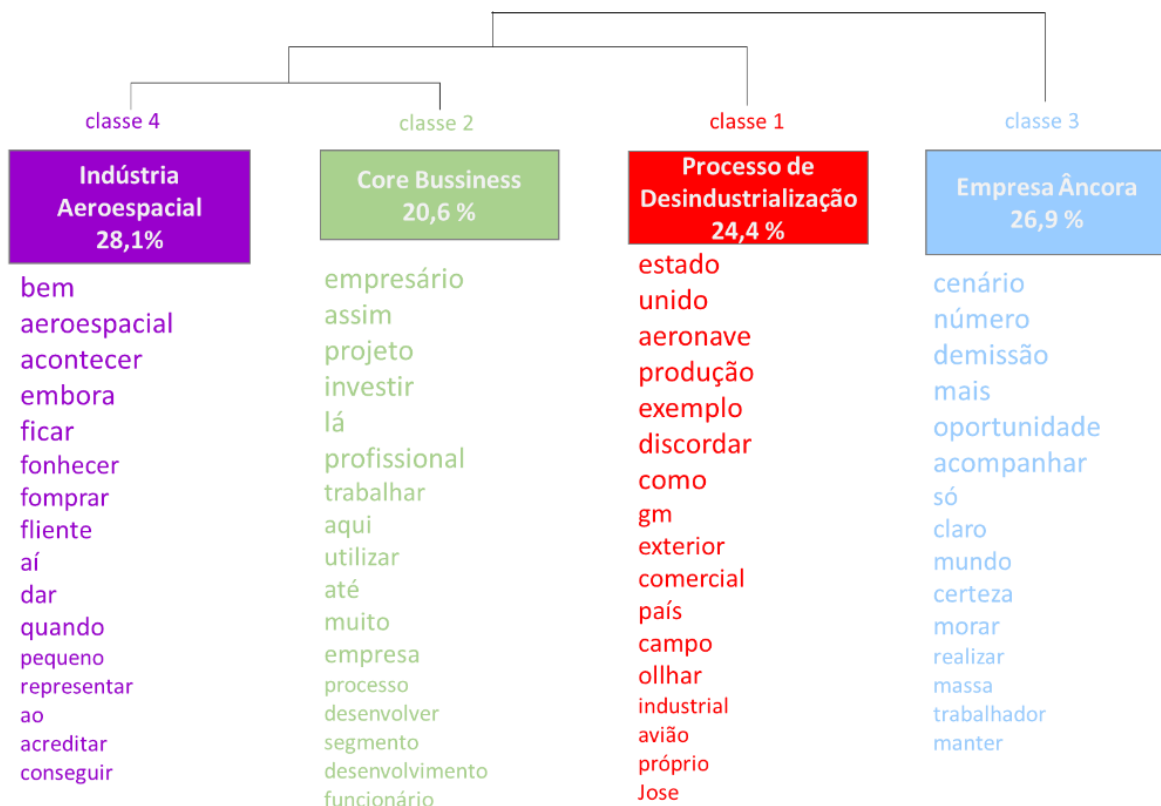 classe 4
Indústria
Aeroespacial
28,1%
bem
aeroespacial
acontecer
embora
ficar
fonhecer
fomprar
fliente
aí
dar
quando
pequeno
representar
ao
acreditar
conseguir
classe 2
Core Bussiness
20,6 %
empresário
assim
projeto
investir
lá
profissional
trabalhar
aqui
utilizar
até
muito
empresa
processo
desenvolver
segmento
desenvolvimento
funcionário
classe 1
Processo de
Desindustrialização
24,4 %
estado
unido
aeronave
produção
exemplo
discordar
como
gm
exterior
comercial
país
campo
ollhar
industrial
avião
próprio
Jose
classe 3
Empresa Âncora
26,9 %
cenário
número
demissão
mais
oportunidade
acompanhar
só
claro
mundo
certeza
morar
realizar
massa
trabalhador
manter